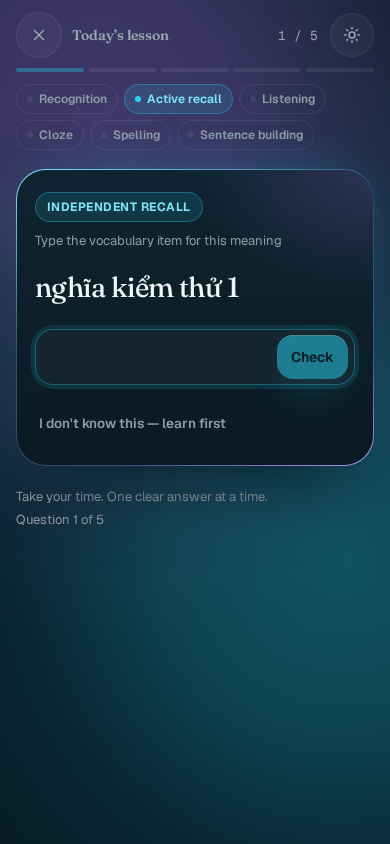 Today's lesson
1 / 5
Recognition
Active recall
Listening
Cloze
Spelling
Sentence building
INDEPENDENT RECALL
Type the vocabulary item for this meaning
nghĩa kiểm thử 1
Check
I don't know this — learn first
Take your time. One clear answer at a time.
Question 1 of 5